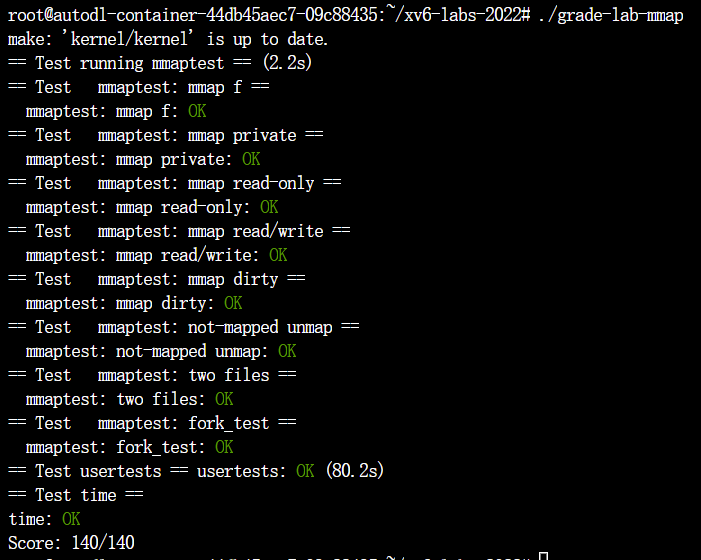 root@autodl-container-44db45aec7-09c88435:~/xv6-labs-2022# ./grade-lab-mmap
make: 'kernel/kernel' is up to date.
== Test running mmaptest == (2.2s)
== Test   mmaptest: mmap f ==
  mmaptest: mmap f: OK
== Test   mmaptest: mmap private ==
  mmaptest: mmap private: OK
== Test   mmaptest: mmap read-only ==
  mmaptest: mmap read-only: OK
== Test   mmaptest: mmap read/write ==
  mmaptest: mmap read/write: OK
== Test   mmaptest: mmap dirty ==
  mmaptest: mmap dirty: OK
== Test   mmaptest: not-mapped unmap ==
  mmaptest: not-mapped unmap: OK
== Test   mmaptest: two files ==
  mmaptest: two files: OK
== Test   mmaptest: fork_test ==
  mmaptest: fork_test: OK
== Test usertests == usertests: OK (80.2s)
== Test time ==
time: OK
Score: 140/140